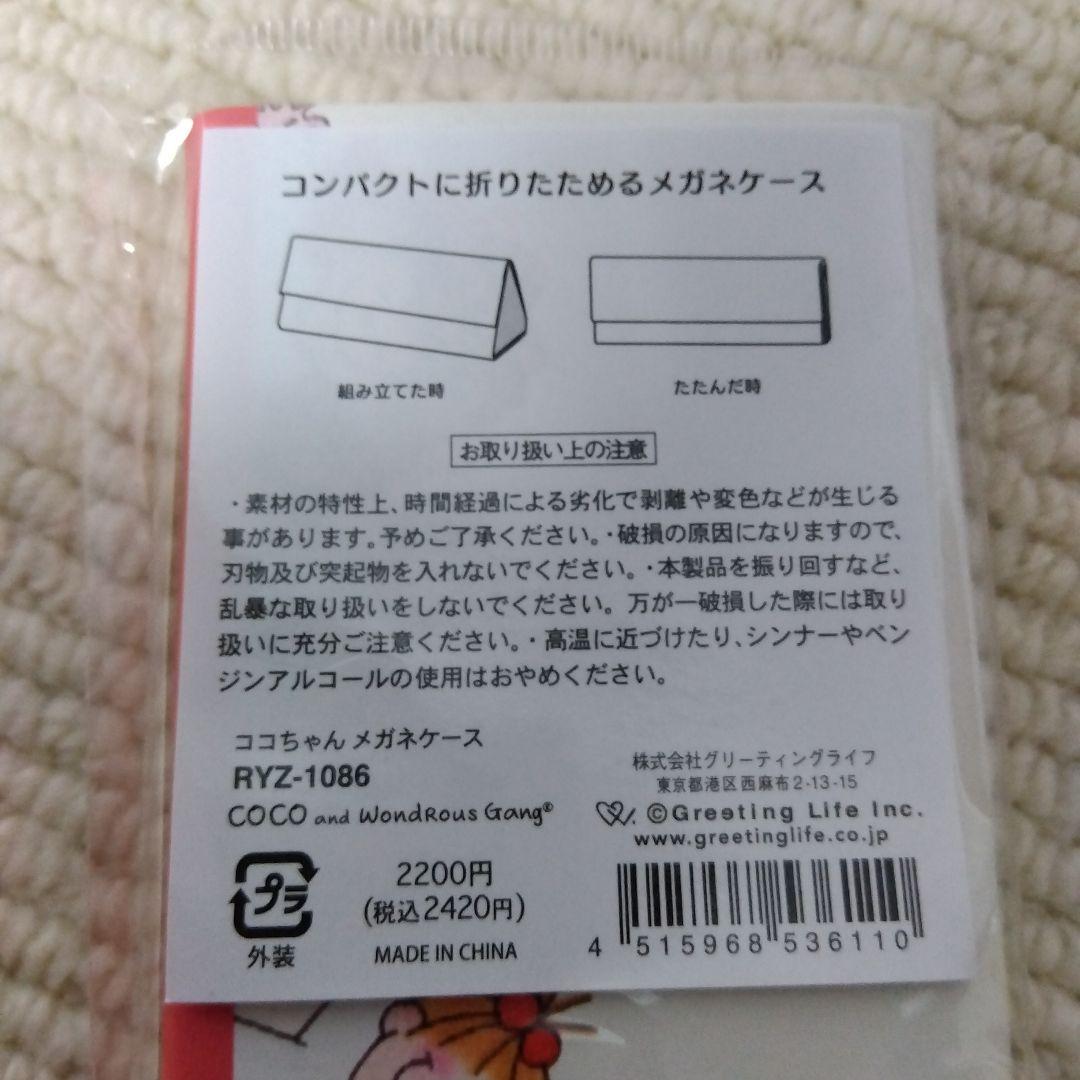 コンパクトに折りたためるメガネケース
組み立てた時
たたんだ時
お取り扱い上の注意
・素材の特性上、時間経過による劣化で剥離や変色などが生じる
事があります。予めご了承ください。・破損の原因になりますので、
刃物及び突起物を入れないでください。・本製品を振り回すなど、
乱暴な取り扱いをしないでください。万が一破損した際には取り
扱いに充分ご注意ください。・高温に近づけたり、シンナーやベン
ジンアルコールの使用はおやめください。
ココちゃん メガネケース
RYZ-1086
COCO and Wondrous Gang®
株式会社グリーティングライフ
東京都港区西麻布2-13-15
©Greeting Life Inc.
www.greetinglife.co.jp
プラ
外装
2200円
(税込2420円)
MADE IN CHINA
4 515968 536110